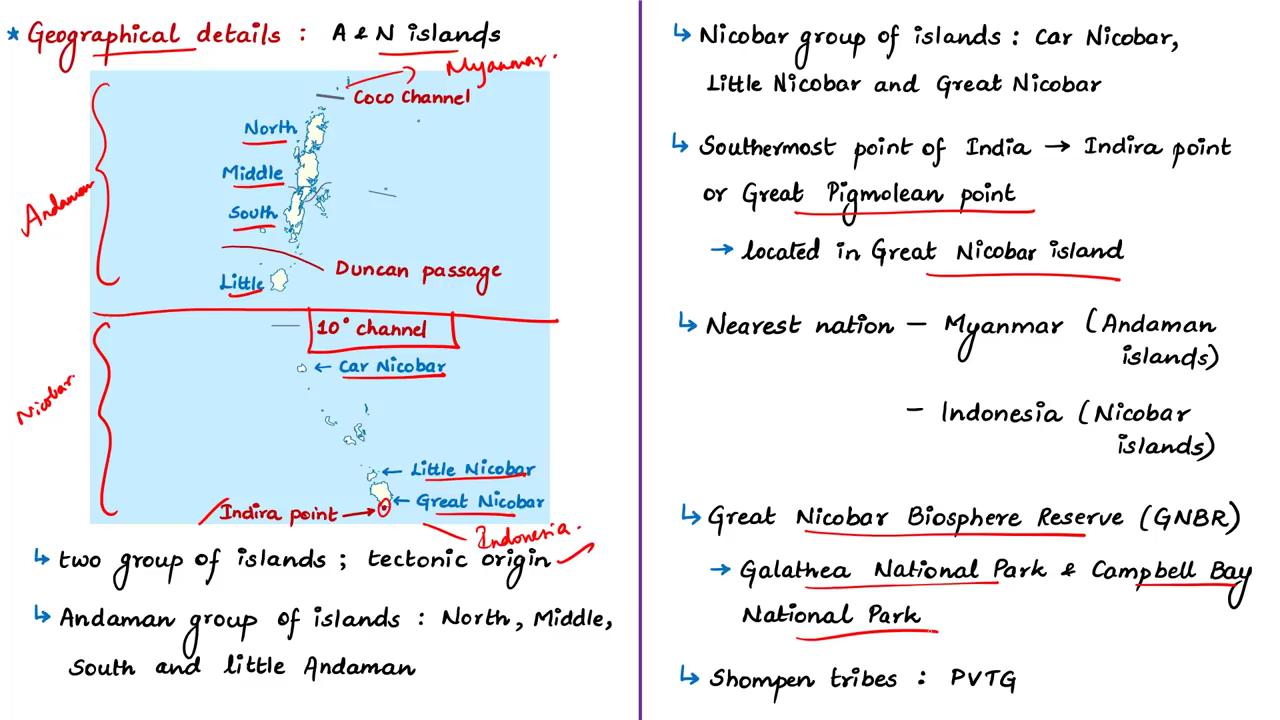 * Geographical details : A & N islands
Myanmar.
Coco Channel
North
Middle
South
Andaman
Duncan passage
Little
10° channel
Car Nicobar
Nicobar
Little Nicobar
Great Nicobar
Indira point
Indonesia.
↳ two group of islands ; tectonic origin
↳ Andaman group of islands : North, Middle,
South and little Andaman
↳ Nicobar group of islands : Car Nicobar,
Little Nicobar and Great Nicobar
↳ Southermost point of India → Indira point
or Great Pigmolean point
→ located in Great Nicobar island
↳ Nearest nation – Myanmar (Andaman
islands)
– Indonesia (Nicobar
islands)
↳ Great Nicobar Biosphere Reserve (GNBR)
→ Galathea National Park & Campbell Bay
National Park
↳ Shompen tribes : PVTG